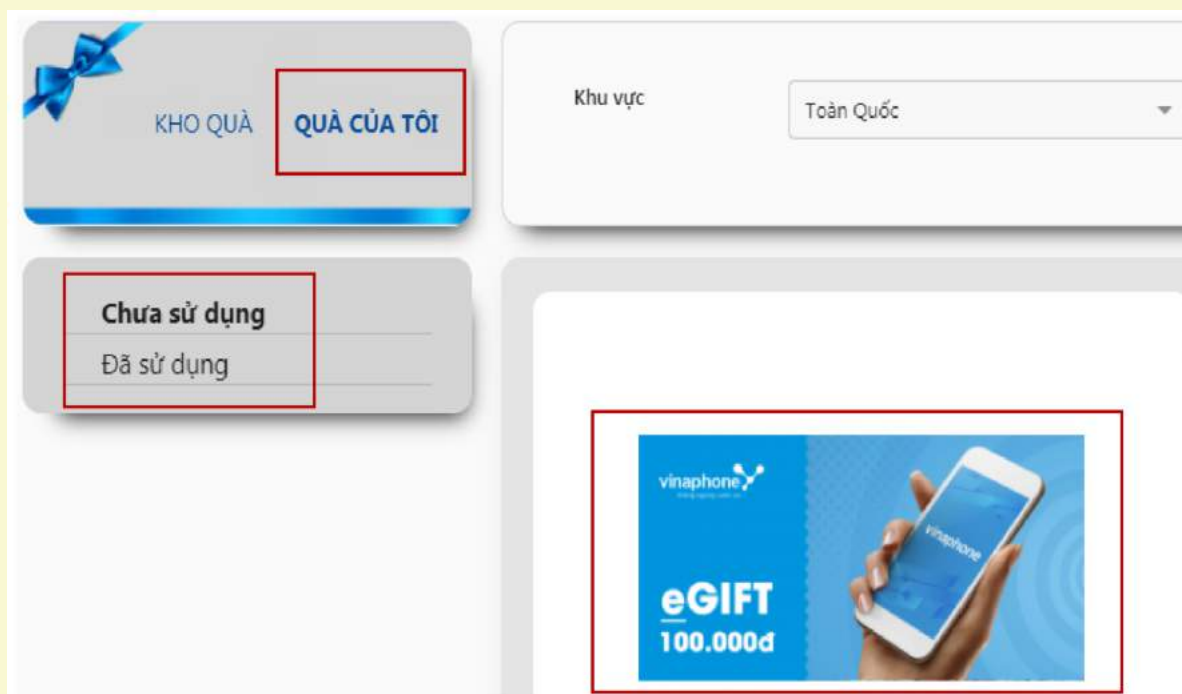 KHO QUÀ
QUÀ CỦA TÔI
Khu vực
Toàn Quốc
Chưa sử dụng
Đã sử dụng
vinaphone
vinaphone
eGIFT
100.000đ